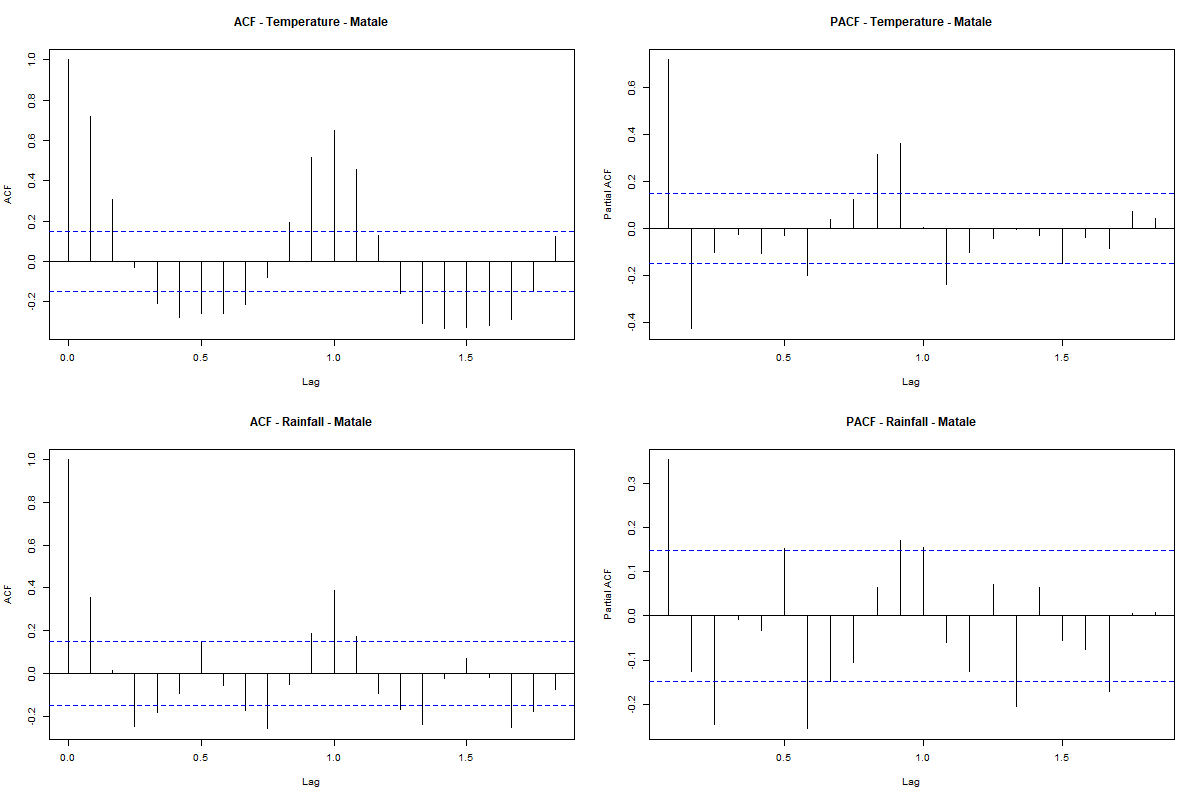 ACF - Temperature - Matale
ACF
1.0
0.8
0.6
0.4
0.2
0.0
-0.2
0.0 0.5 1.0 1.5
Lag
PACF - Temperature - Matale
Partial ACF
0.6
0.4
0.2
0.0
-0.2
-0.4
0.5 1.0 1.5
Lag
ACF - Rainfall - Matale
ACF
1.0
0.8
0.6
0.4
0.2
0.0
-0.2
0.0 0.5 1.0 1.5
Lag
PACF - Rainfall - Matale
Partial ACF
0.3
0.2
0.1
0.0
-0.1
-0.2
0.5 1.0 1.5
Lag